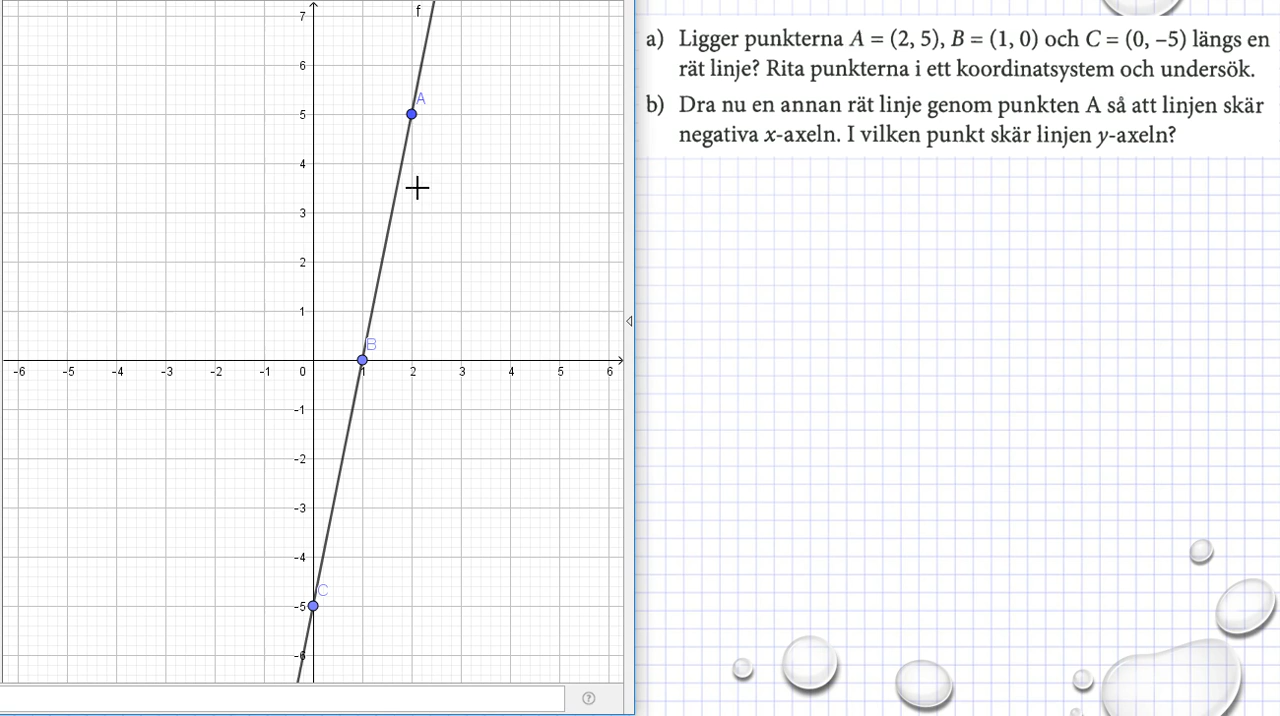 f
7
6
A
5
4
3
2
1
B
-6 -5 -4 -3 -2 -1 0 1 2 3 4 5 6
-1
-2
-3
-4
C
-5
-6
?
a) Ligger punkterna A = (2, 5), B = (1, 0) och C = (0, –5) längs en
rät linje? Rita punkterna i ett koordinatsystem och undersök.
b) Dra nu en annan rät linje genom punkten A så att linjen skär
negativa x-axeln. I vilken punkt skär linjen y-axeln?